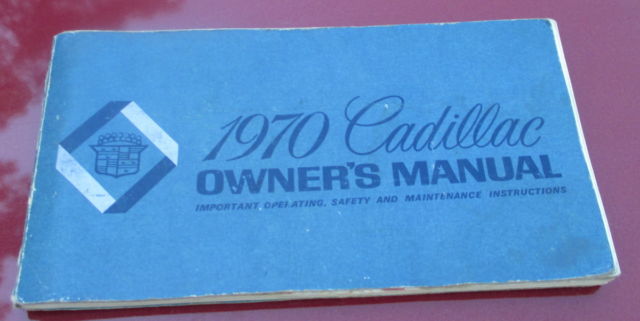 1970 Cadillac
OWNER'S MANUAL
IMPORTANT OPERATING, SAFETY AND MAINTENANCE INSTRUCTIONS